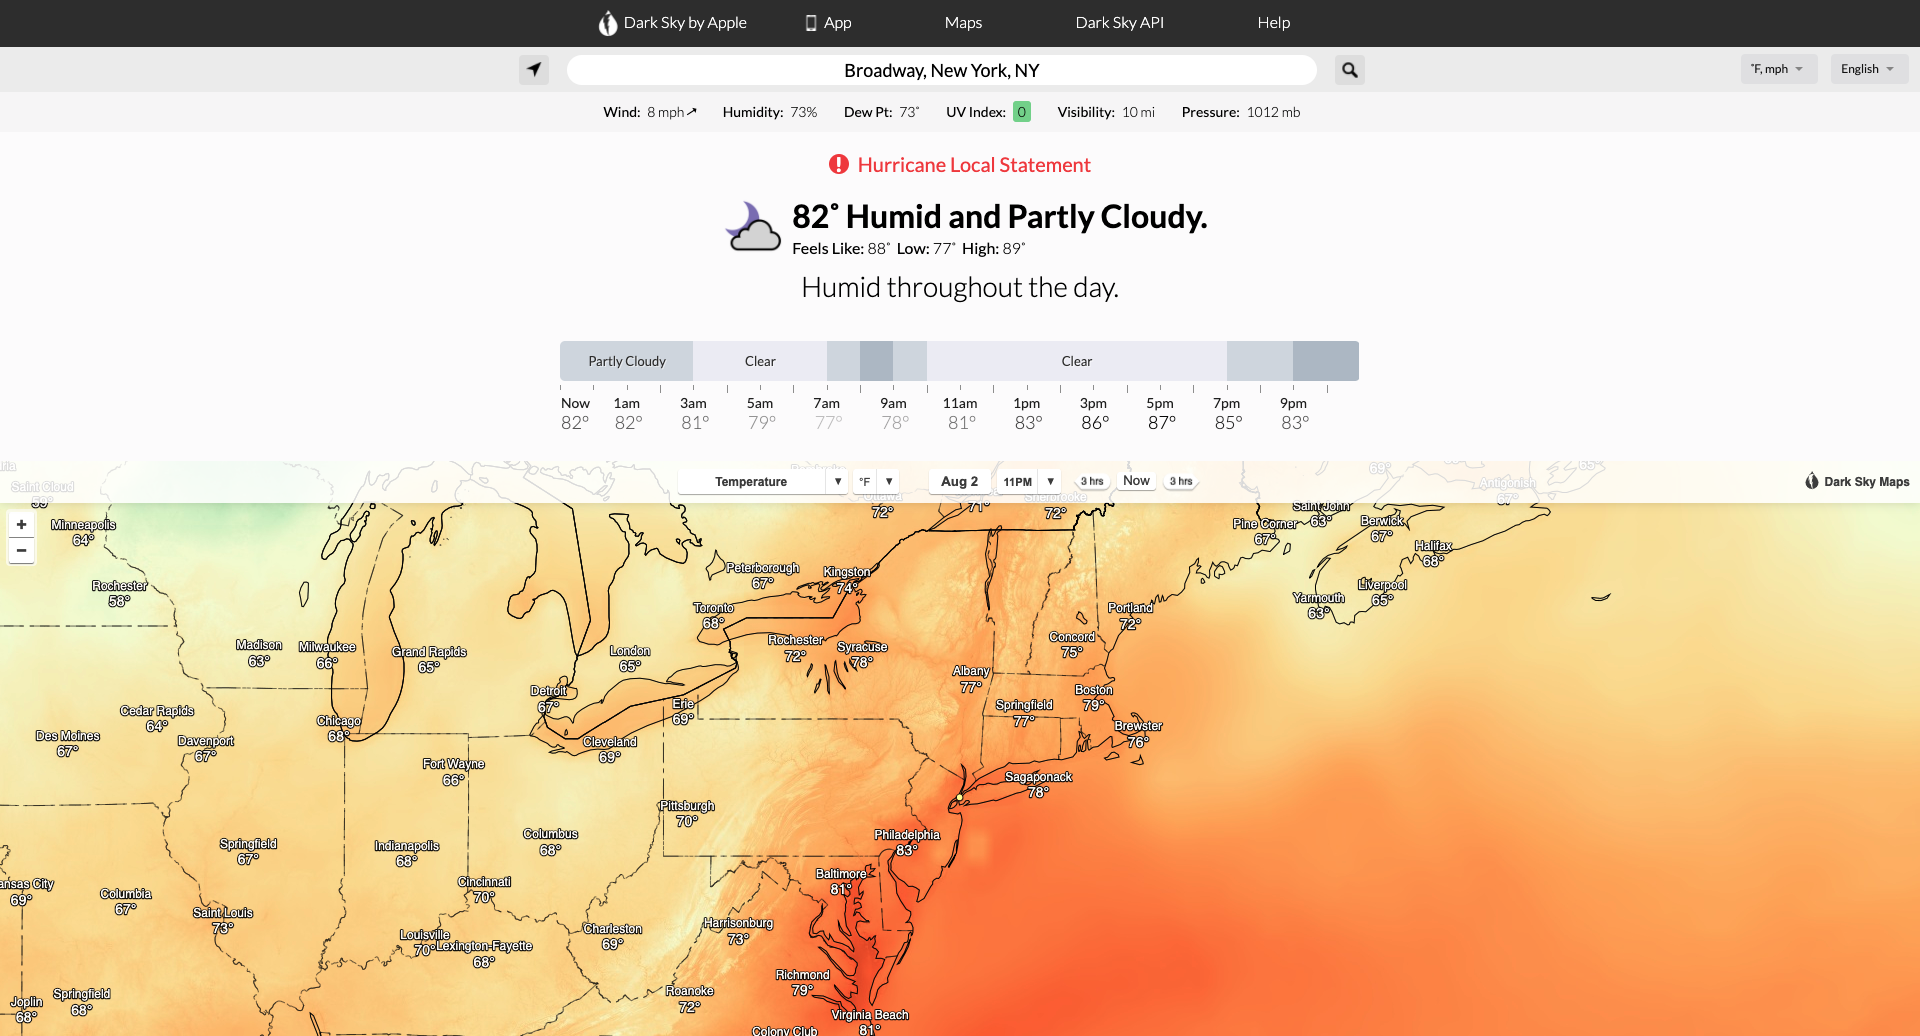 Dark Sky by Apple App Maps Dark Sky API Help
Broadway, New York, NY
˚F, mph English
Wind: 8 mph Humidity: 73% Dew Pt: 73˚ UV Index: 0 Visibility: 10 mi Pressure: 1012 mb
Hurricane Local Statement
82˚ Humid and Partly Cloudy.
Feels Like: 88˚ Low: 77˚ High: 89˚
Humid throughout the day.
Partly Cloudy Clear Clear
Now 1am 3am 5am 7am 9am 11am 1pm 3pm 5pm 7pm 9pm
82° 82° 81° 79° 77° 78° 81° 83° 86° 87° 85° 83°
Temperature ▼ °F ▼ Aug 2 11PM ▼ 3 hrs Now 3 hrs
Dark Sky Maps
+
−
Saint Cloud
59°
Minneapolis
64°
Rochester
58°
Madison
63°
Milwaukee
66°
Grand Rapids
65°
Cedar Rapids
64°
Des Moines
67°
Davenport
67°
Chicago
68°
Detroit
67°
London
65°
Toronto
68°
Peterborough
67°
Kingston
74°
Ottawa
72°
71°
Sherbrooke
72°
Rochester
72°
Syracuse
78°
Erie
69°
Cleveland
69°
Fort Wayne
66°
Pittsburgh
70°
Albany
77°
Springfield
77°
Concord
75°
Portland
72°
Boston
79°
Brewster
76°
Sagaponack
78°
Pine Corner
67°
Saint John
63°
Berwick
67°
Halifax
68°
Liverpool
65°
Yarmouth
63°
Antigonish
67°
69°
65°
Philadelphia
83°
Baltimore
81°
Springfield
67°
Indianapolis
68°
Columbus
68°
Cincinnati
70°
ansas City
69°
Columbia
67°
Saint Louis
73°
Louisville
70°
Lexington-Fayette
68°
Charleston
69°
Harrisonburg
73°
Richmond
79°
Roanoke
72°
Virginia Beach
81°
Colony Club
Joplin
68°
Springfield
68°